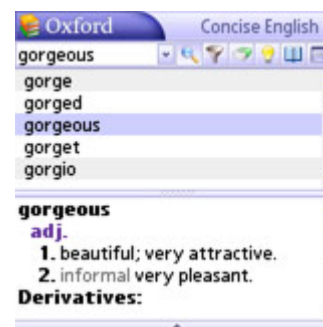 Oxford Concise English
gorgeous
gorge
gorged
gorgeous
gorget
gorgio
gorgeous
adj.
1. beautiful; very attractive.
2. informal very pleasant.
Derivatives: